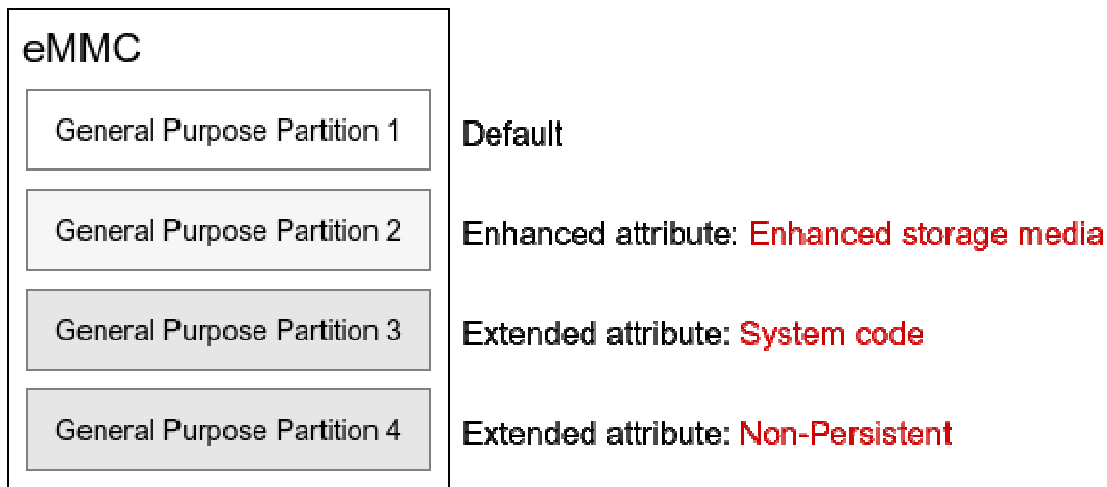 eMMC
General Purpose Partition 1
Default
General Purpose Partition 2
Enhanced attribute: Enhanced storage media
General Purpose Partition 3
Extended attribute: System code
General Purpose Partition 4
Extended attribute: Non-Persistent